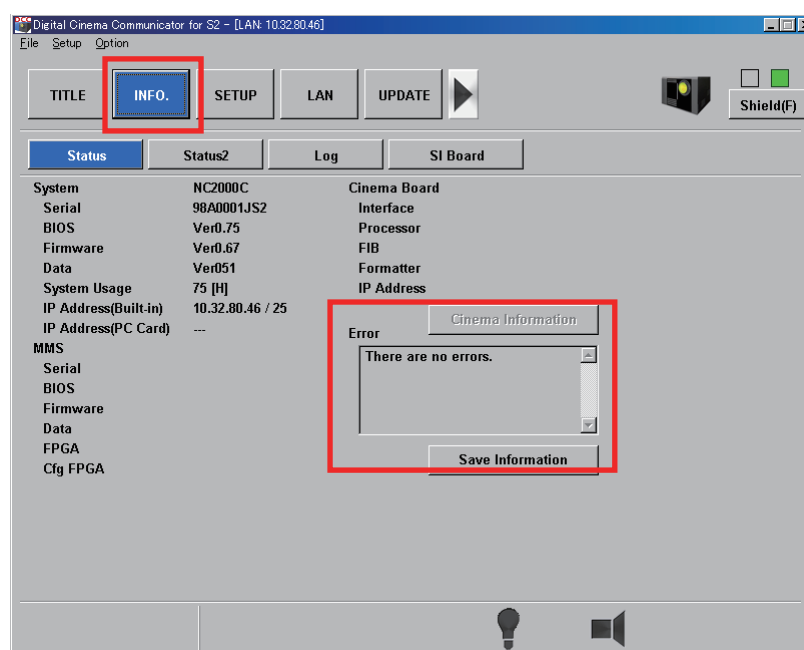 Digital Cinema Communicator for S2 - [LAN: 10.32.80.46]
File Setup Option
TITLE INFO. SETUP LAN UPDATE Shield(F)
Status Status2 Log SI Board
System NC2000C Cinema Board
Serial 98A0001JS2 Interface
BIOS Ver0.75 Processor
Firmware Ver0.67 FIB
Data Ver051 Formatter
System Usage 75 [H] IP Address
IP Address(Built-in) 10.32.80.46 / 25
Cinema Information
IP Address(PC Card) ---
Error
MMS
There are no errors.
Serial
BIOS
Firmware
Data
FPGA
Save Information
Cfg FPGA